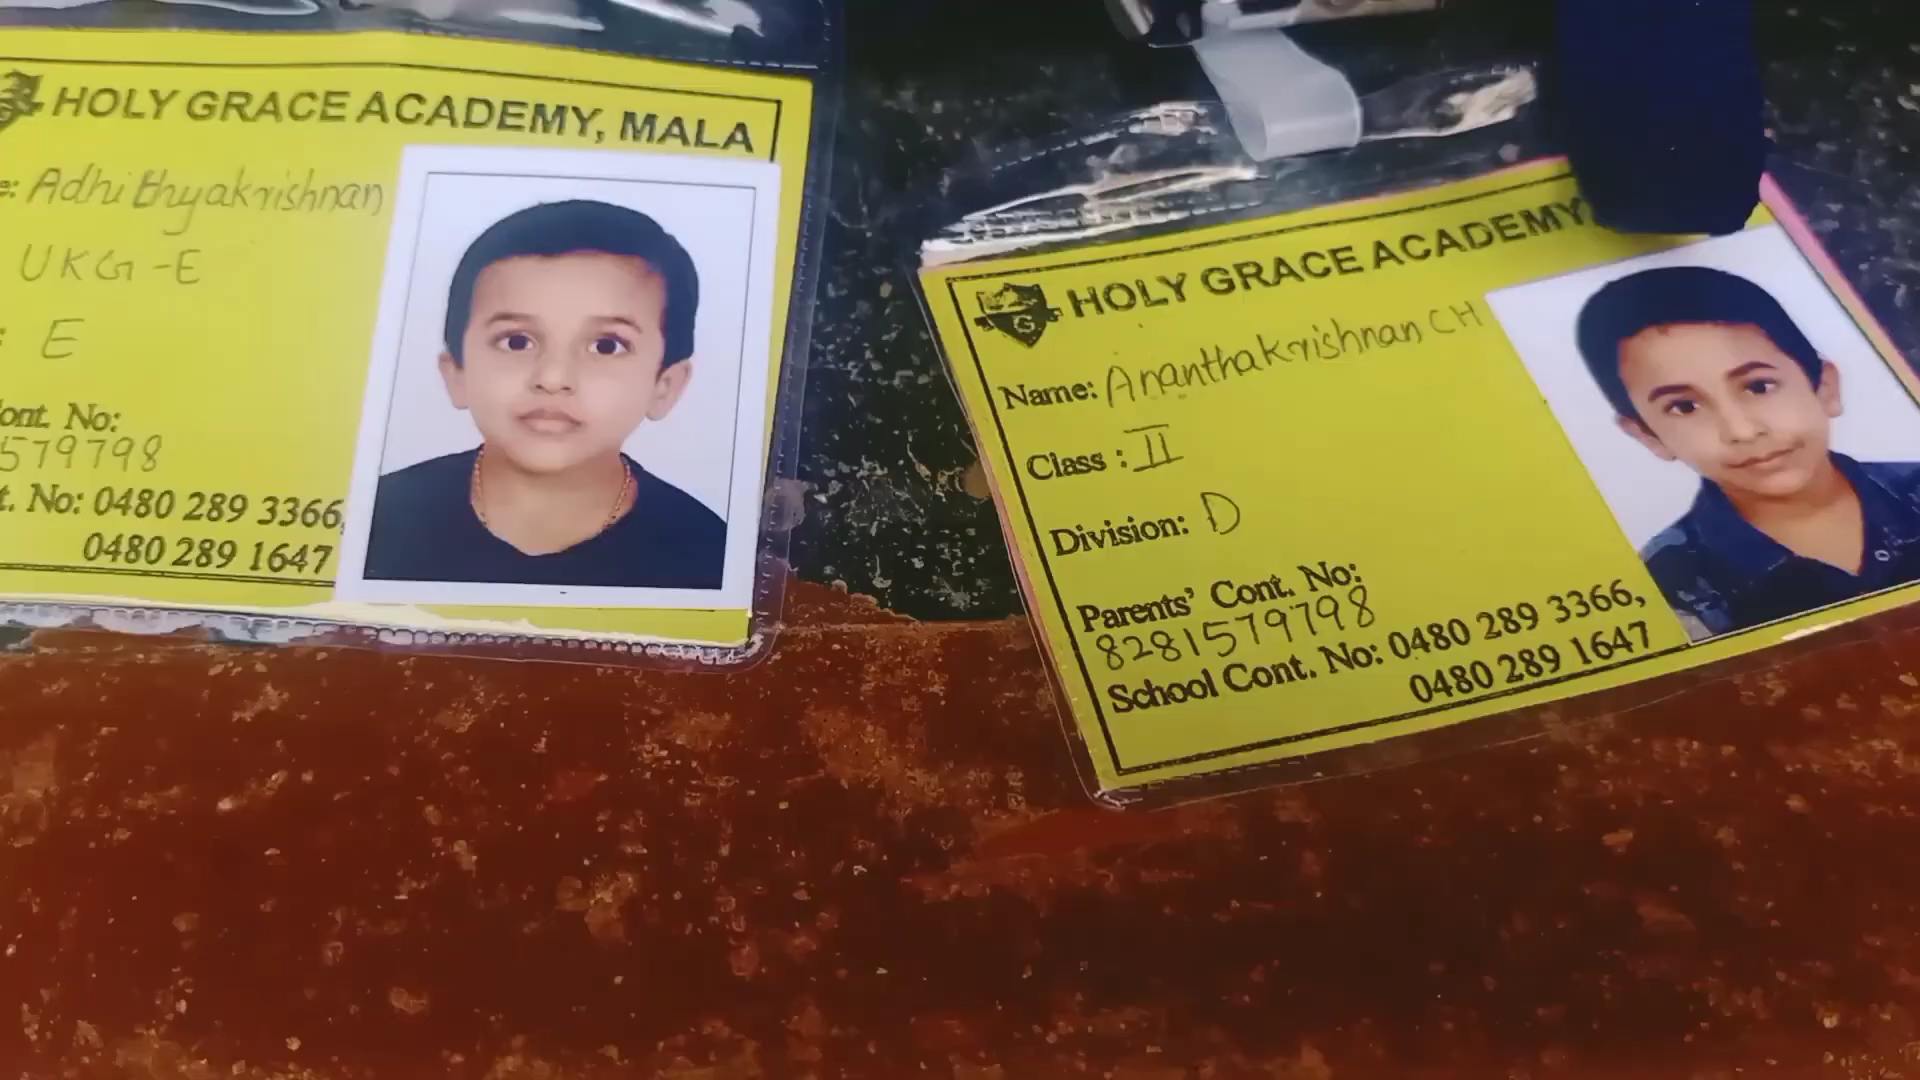 HOLY GRACE ACADEMY, MALA
e: Adhithyakrishnan
UKG-E
: E
ont. No:
579798
t. No: 0480 289 3366,
0480 289 1647
HOLY GRACE ACADEMY,
G
Name: Ananthakrishnan CH
Class : II
Division: D
Parents' Cont. No:
8281579798
School Cont. No: 0480 289 3366,
0480 289 1647